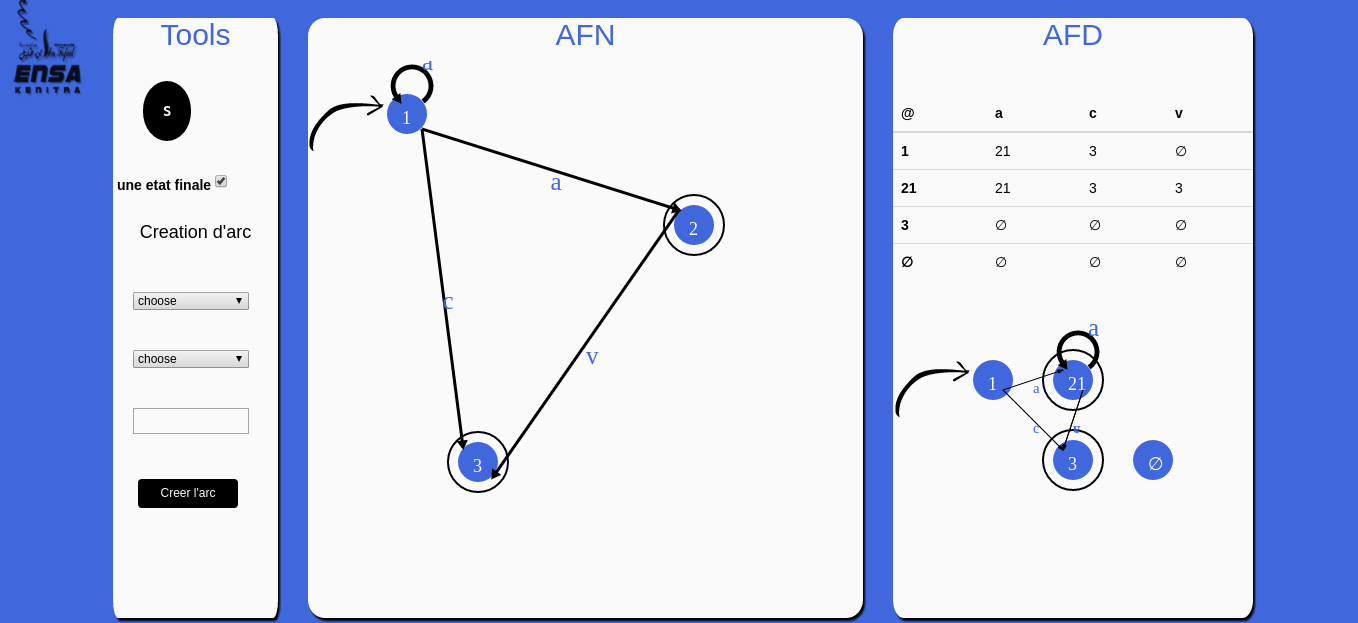 ENSA
KENITRA
Tools
S
une etat finale
Creation d'arc
choose
choose
Creer l'arc
AFN
a
1
a
2
c
v
3
AFD
@ a c v
1 21 3 ∅
21 21 3 3
3 ∅ ∅ ∅
∅ ∅ ∅ ∅
a
1 21
a
c
3 ∅